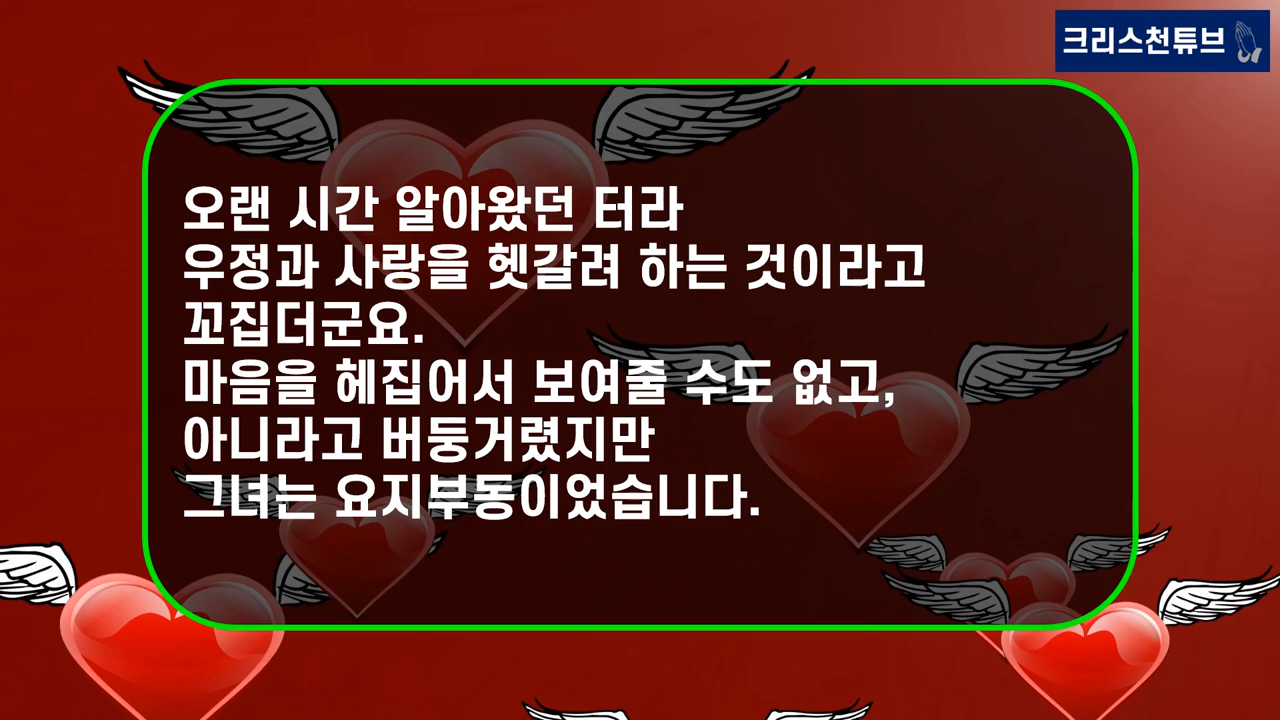 크리스천튜브
오랜 시간 알아왔던 터라
우정과 사랑을 헷갈려 하는 것이라고
꼬집더군요.
마음을 헤집어서 보여줄 수도 없고,
아니라고 버둥거렸지만
그녀는 요지부동이었습니다.